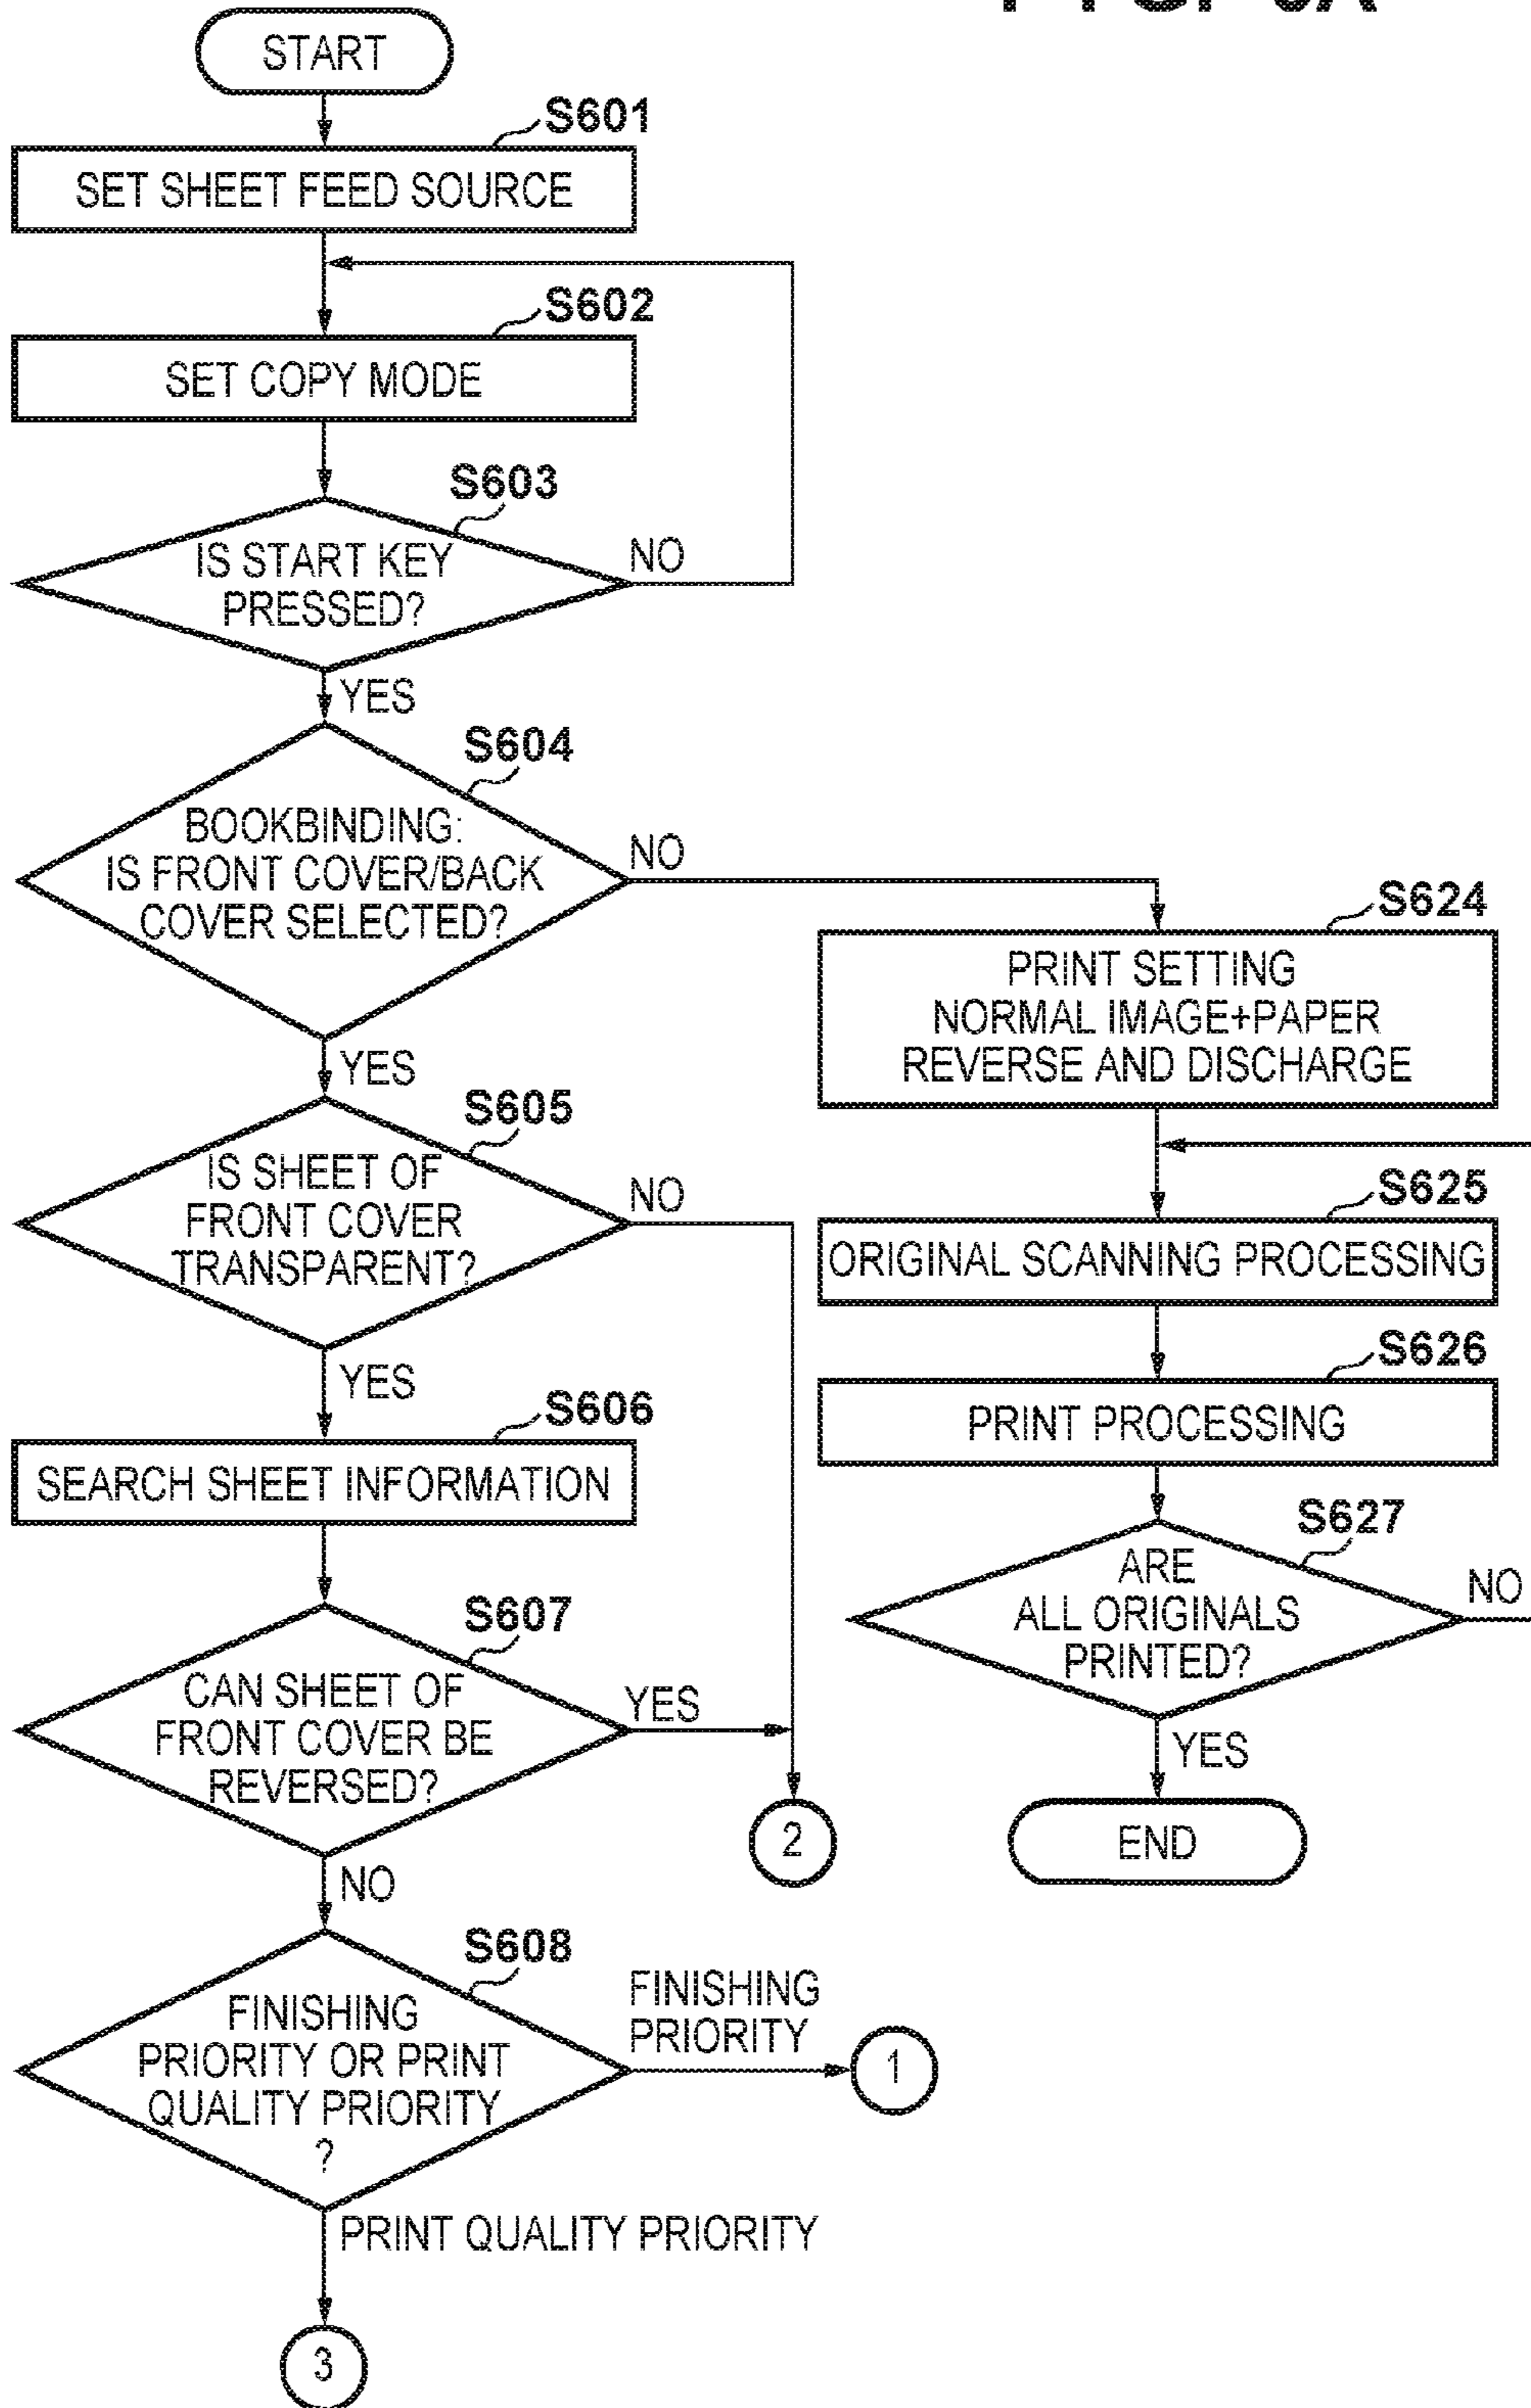 START
S601
SET SHEET FEED SOURCE
S602
SET COPY MODE
S603
IS START KEY
PRESSED?
NO
YES
S604
BOOKBINDING:
IS FRONT COVER/BACK
COVER SELECTED?
NO
YES
S624
PRINT SETTING
NORMAL IMAGE+PAPER
REVERSE AND DISCHARGE
S605
IS SHEET OF
FRONT COVER
TRANSPARENT?
NO
YES
S625
ORIGINAL SCANNING PROCESSING
S626
PRINT PROCESSING
S606
SEARCH SHEET INFORMATION
S627
ARE
ALL ORIGINALS
PRINTED?
NO
YES
END
S607
CAN SHEET OF
FRONT COVER BE
REVERSED?
YES
NO
2
S608
FINISHING
PRIORITY OR PRINT
QUALITY PRIORITY
?
FINISHING
PRIORITY
1
PRINT QUALITY PRIORITY
3